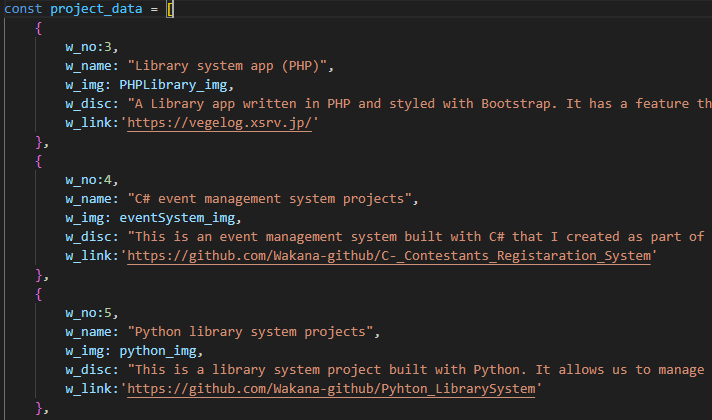 const project_data = [
{
w_no:3,
w_name: "Library system app (PHP)",
w_img: PHPLibrary_img,
w_disc: "A Library app written in PHP and styled with Bootstrap. It has a feature th
w_link:'https://vegelog.xsrv.jp/'
},
{
w_no:4,
w_name: "C# event management system projects",
w_img: eventSystem_img,
w_disc: "This is an event management system built with C# that I created as part of
w_link:'https://github.com/Wakana-github/C-_Contestants_Registaration_System'
},
{
w_no:5,
w_name: "Python library system projects",
w_img: python_img,
w_disc: "This is a library system project built with Python. It allows us to manage
w_link:'https://github.com/Wakana-github/Pyhton_LibrarySystem'
},